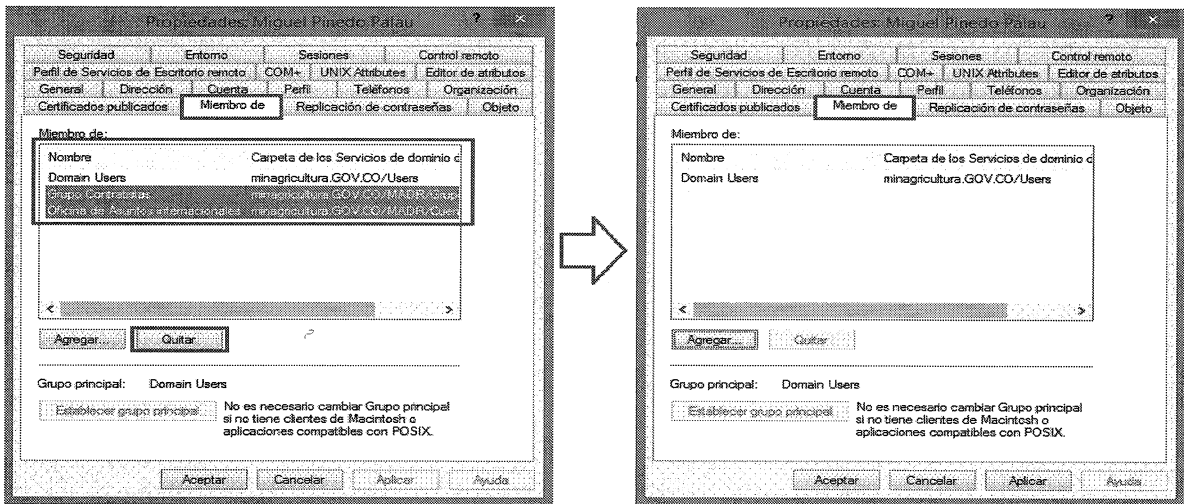 Propiedades: Miguel Pinedo Palau ? ×
Seguridad Entorno Sesiones Control remoto
Perfil de Servicios de Escritorio remoto COM+ UNIX Attributes Editor de atributos
General Dirección Cuenta Perfil Teléfonos Organización
Certificados publicados Miembro de Replicación de contraseñas Objeto
Miembro de:
Nombre Carpeta de los Servicios de dominio d
Domain Users minagricultura.GOV.CO/Users
Grupo Contratistas minagricultura.GOV.CO/MADR/Grup
Oficina de Asuntos internacionales minagricultura.GOV.CO/MADR/Cuen
< >
Agregar... Quitar
Grupo principal: Domain Users
Establecer grupo principal No es necesario cambiar Grupo principal
si no tiene clientes de Macintosh o
aplicaciones compatibles con POSIX.
Aceptar Cancelar Aplicar Ayuda
Propiedades: Miguel Pinedo Palau ? ×
Seguridad Entorno Sesiones Control remoto
Perfil de Servicios de Escritorio remoto COM+ UNIX Attributes Editor de atributos
General Dirección Cuenta Perfil Teléfonos Organización
Certificados publicados Miembro de Replicación de contraseñas Objeto
Miembro de:
Nombre Carpeta de los Servicios de dominio d
Domain Users minagricultura.GOV.CO/Users
< >
Agregar... Quitar
Grupo principal: Domain Users
Establecer grupo principal No es necesario cambiar Grupo principal
si no tiene clientes de Macintosh o
aplicaciones compatibles con POSIX.
Aceptar Cancelar Aplicar Ayuda